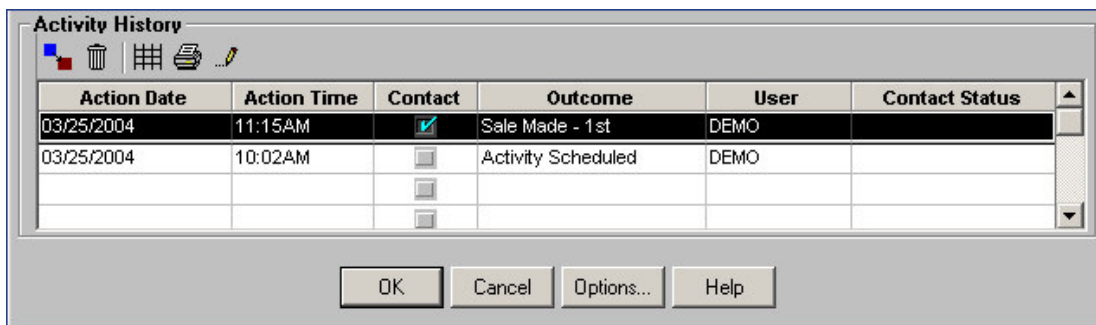 Activity History
Action Date Action Time Contact Outcome User Contact Status
03/25/2004 11:15AM Sale Made - 1st DEMO
03/25/2004 10:02AM Activity Scheduled DEMO
OK Cancel Options... Help